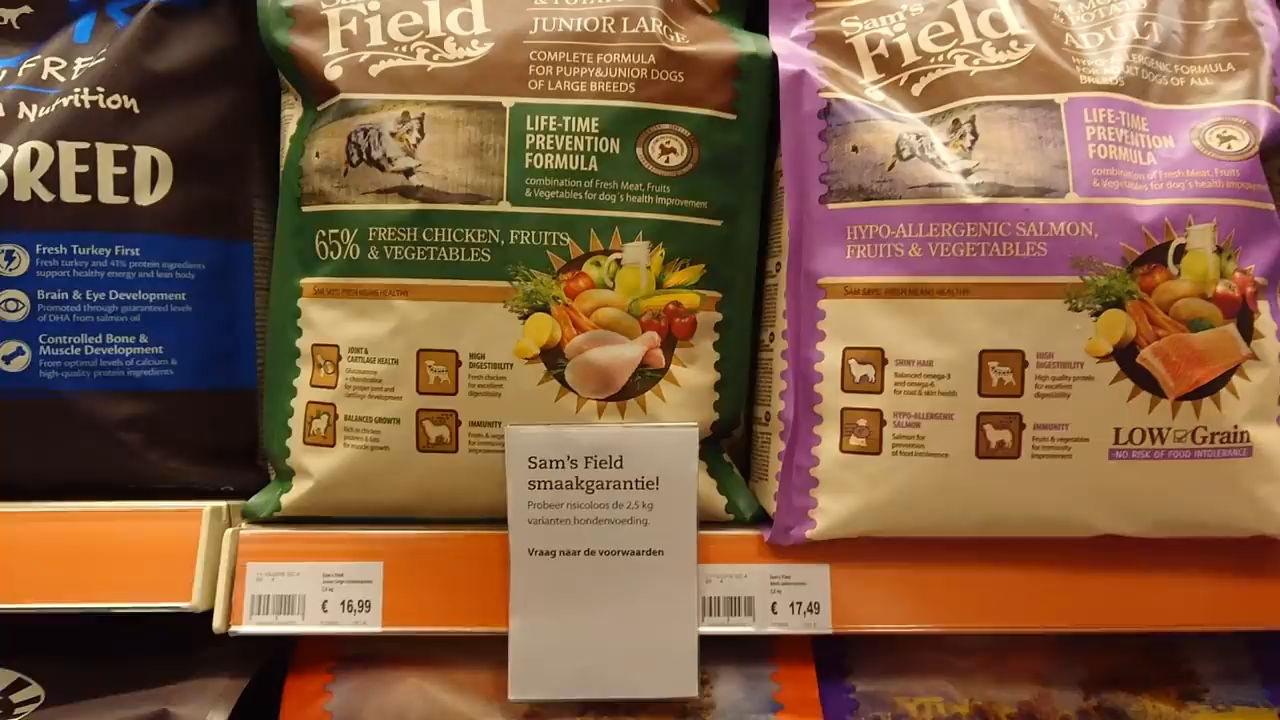 FREE
Nutrition
BREED
Fresh Turkey First
Fresh turkey and 41% protein ingredients
support healthy energy and lean body
Brain & Eye Development
Promoted through guaranteed levels
of DHA from salmon oil
Controlled Bone &
Muscle Development
From optimal levels of calcium &
high-quality protein ingredients
Sam's
Field
JUNIOR LARGE
COMPLETE FORMULA
FOR PUPPY&JUNIOR DOGS
OF LARGE BREEDS
LIFE-TIME
PREVENTION
FORMULA
combination of Fresh Meat, Fruits
& Vegetables for dog's health improvement
65% FRESH CHICKEN, FRUITS
& VEGETABLES
SAM SAYS: FRESH MEANS HEALTHY
JOINT &
CARTILAGE HEALTH
Glucosamine
+ chondroitine
for proper joint and
cartilage development
HIGH
DIGESTIBILITY
Fresh chicken
for excellent
digestibility
BALANCED GROWTH
Rich in chicken
proteins & fats
for muscle growth
IMMUNITY
Sam's
Field
& POTATO
ADULT
HYPO-ALLERGENIC FORMULA
FOR ADULT DOGS OF ALL
BREEDS
LIFE-TIME
PREVENTION
FORMULA
combination of Fresh Meat, Fruits
& Vegetables for dog's health improvement
HYPO-ALLERGENIC SALMON,
FRUITS & VEGETABLES
SAM SAYS: FRESH MEANS HEALTHY
SHINY HAIR
Balanced omega-3
and omega-6
for coat & skin health
HIGH
DIGESTIBILITY
High quality protein
for excellent
digestibility
HYPO-ALLERGENIC
SALMON
Salmon for
prevention
of food intolerance
IMMUNITY
Fruits & vegetables
for immunity
improvement
LOW Grain
NO RISK OF FOOD INTOLERANCE
Sam's Field
smaakgarantie!
Probeer risicoloos de 2,5 kg
varianten hondenvoeding.
Vraag naar de voorwaarden
Sam's Field
€ 16,99
Sam's Field
€ 17,49